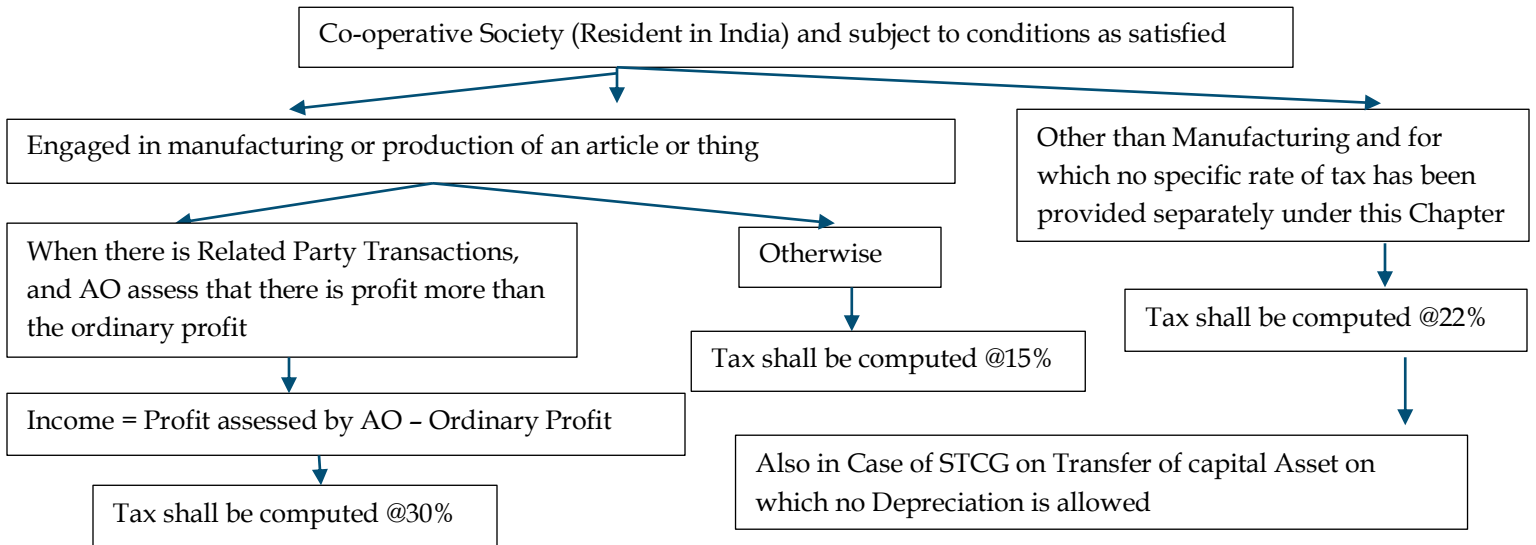 Co-operative Society (Resident in India) and subject to conditions as satisfied
Engaged in manufacturing or production of an article or thing
Other than Manufacturing and for
which no specific rate of tax has been
provided separately under this Chapter
When there is Related Party Transactions,
and AO assess that there is profit more than
the ordinary profit
Otherwise
Tax shall be computed @22%
Tax shall be computed @15%
Income = Profit assessed by AO – Ordinary Profit
Also in Case of STCG on Transfer of capital Asset on
which no Depreciation is allowed
Tax shall be computed @30%